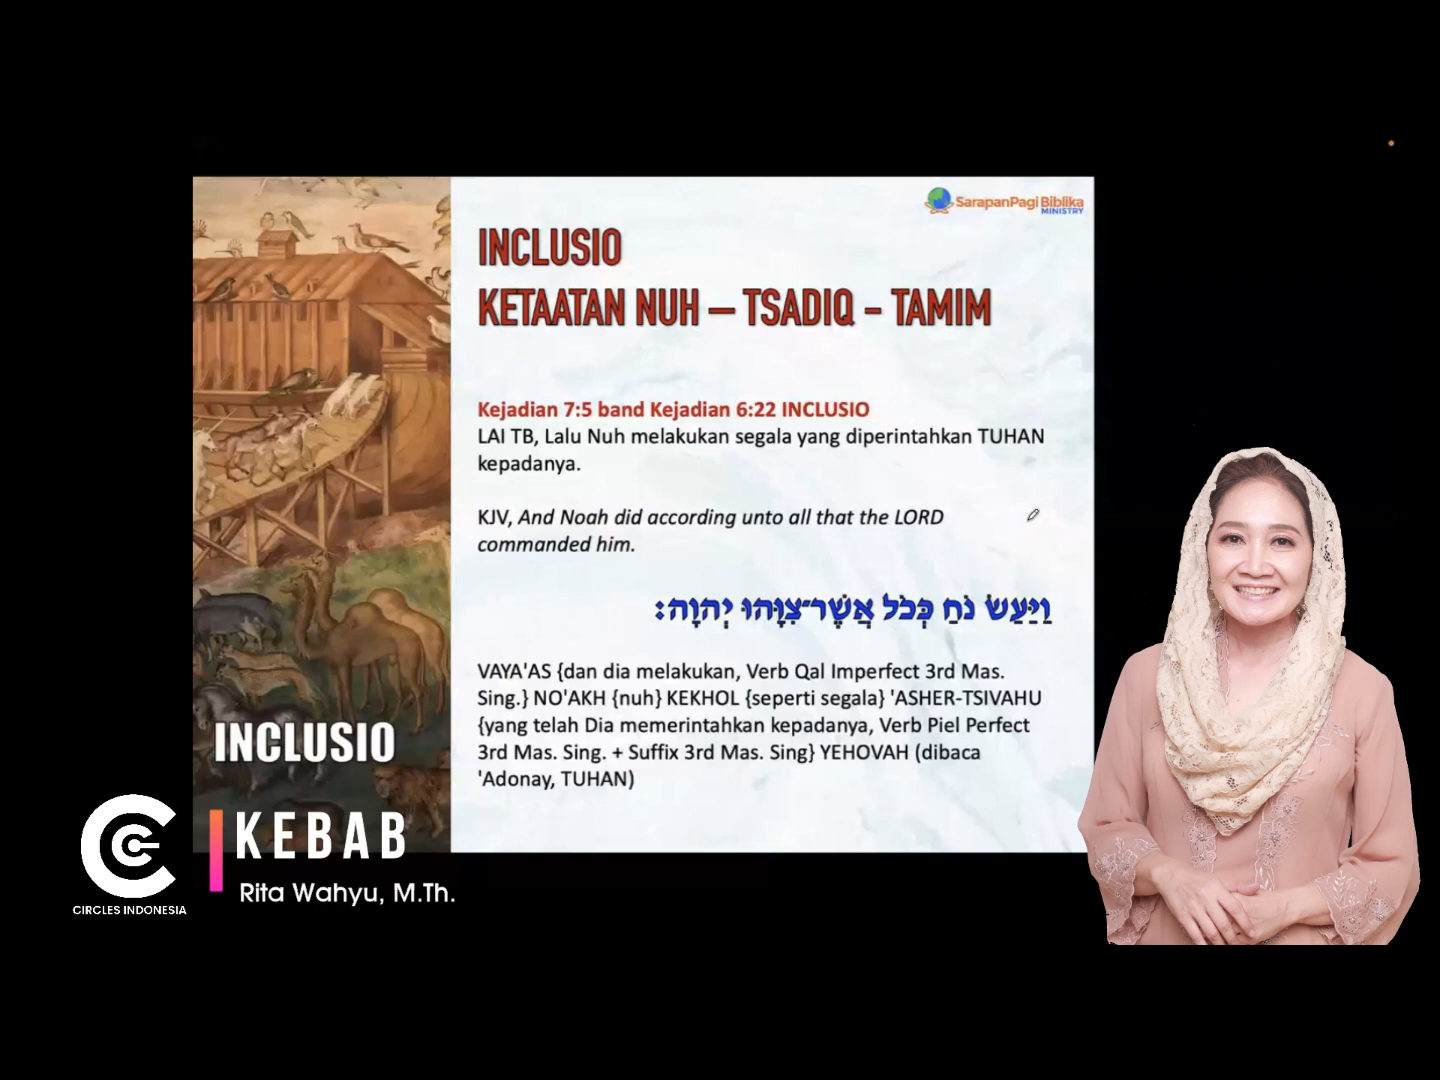 SarapanPagi Biblika
MINISTRY
INCLUSIO
KETAATAN NUH – TSADIQ - TAMIM
Kejadian 7:5 band Kejadian 6:22 INCLUSIO
LAI TB, Lalu Nuh melakukan segala yang diperintahkan TUHAN
kepadanya.
KJV, And Noah did according unto all that the LORD
commanded him.
וַיַּעַשׂ נֹחַ כְּכֹל אֲשֶׁר־צִוָּהוּ יְהוָה׃
VAYA'AS {dan dia melakukan, Verb Qal Imperfect 3rd Mas.
Sing.} NO'AKH {nuh} KEKHOL {seperti segala} 'ASHER-TSIVAHU
{yang telah Dia memerintahkan kepadanya, Verb Piel Perfect
3rd Mas. Sing. + Suffix 3rd Mas. Sing} YEHOVAH (dibaca
'Adonay, TUHAN)
INCLUSIO
KEBAB
Rita Wahyu, M.Th.
CIRCLES INDONESIA